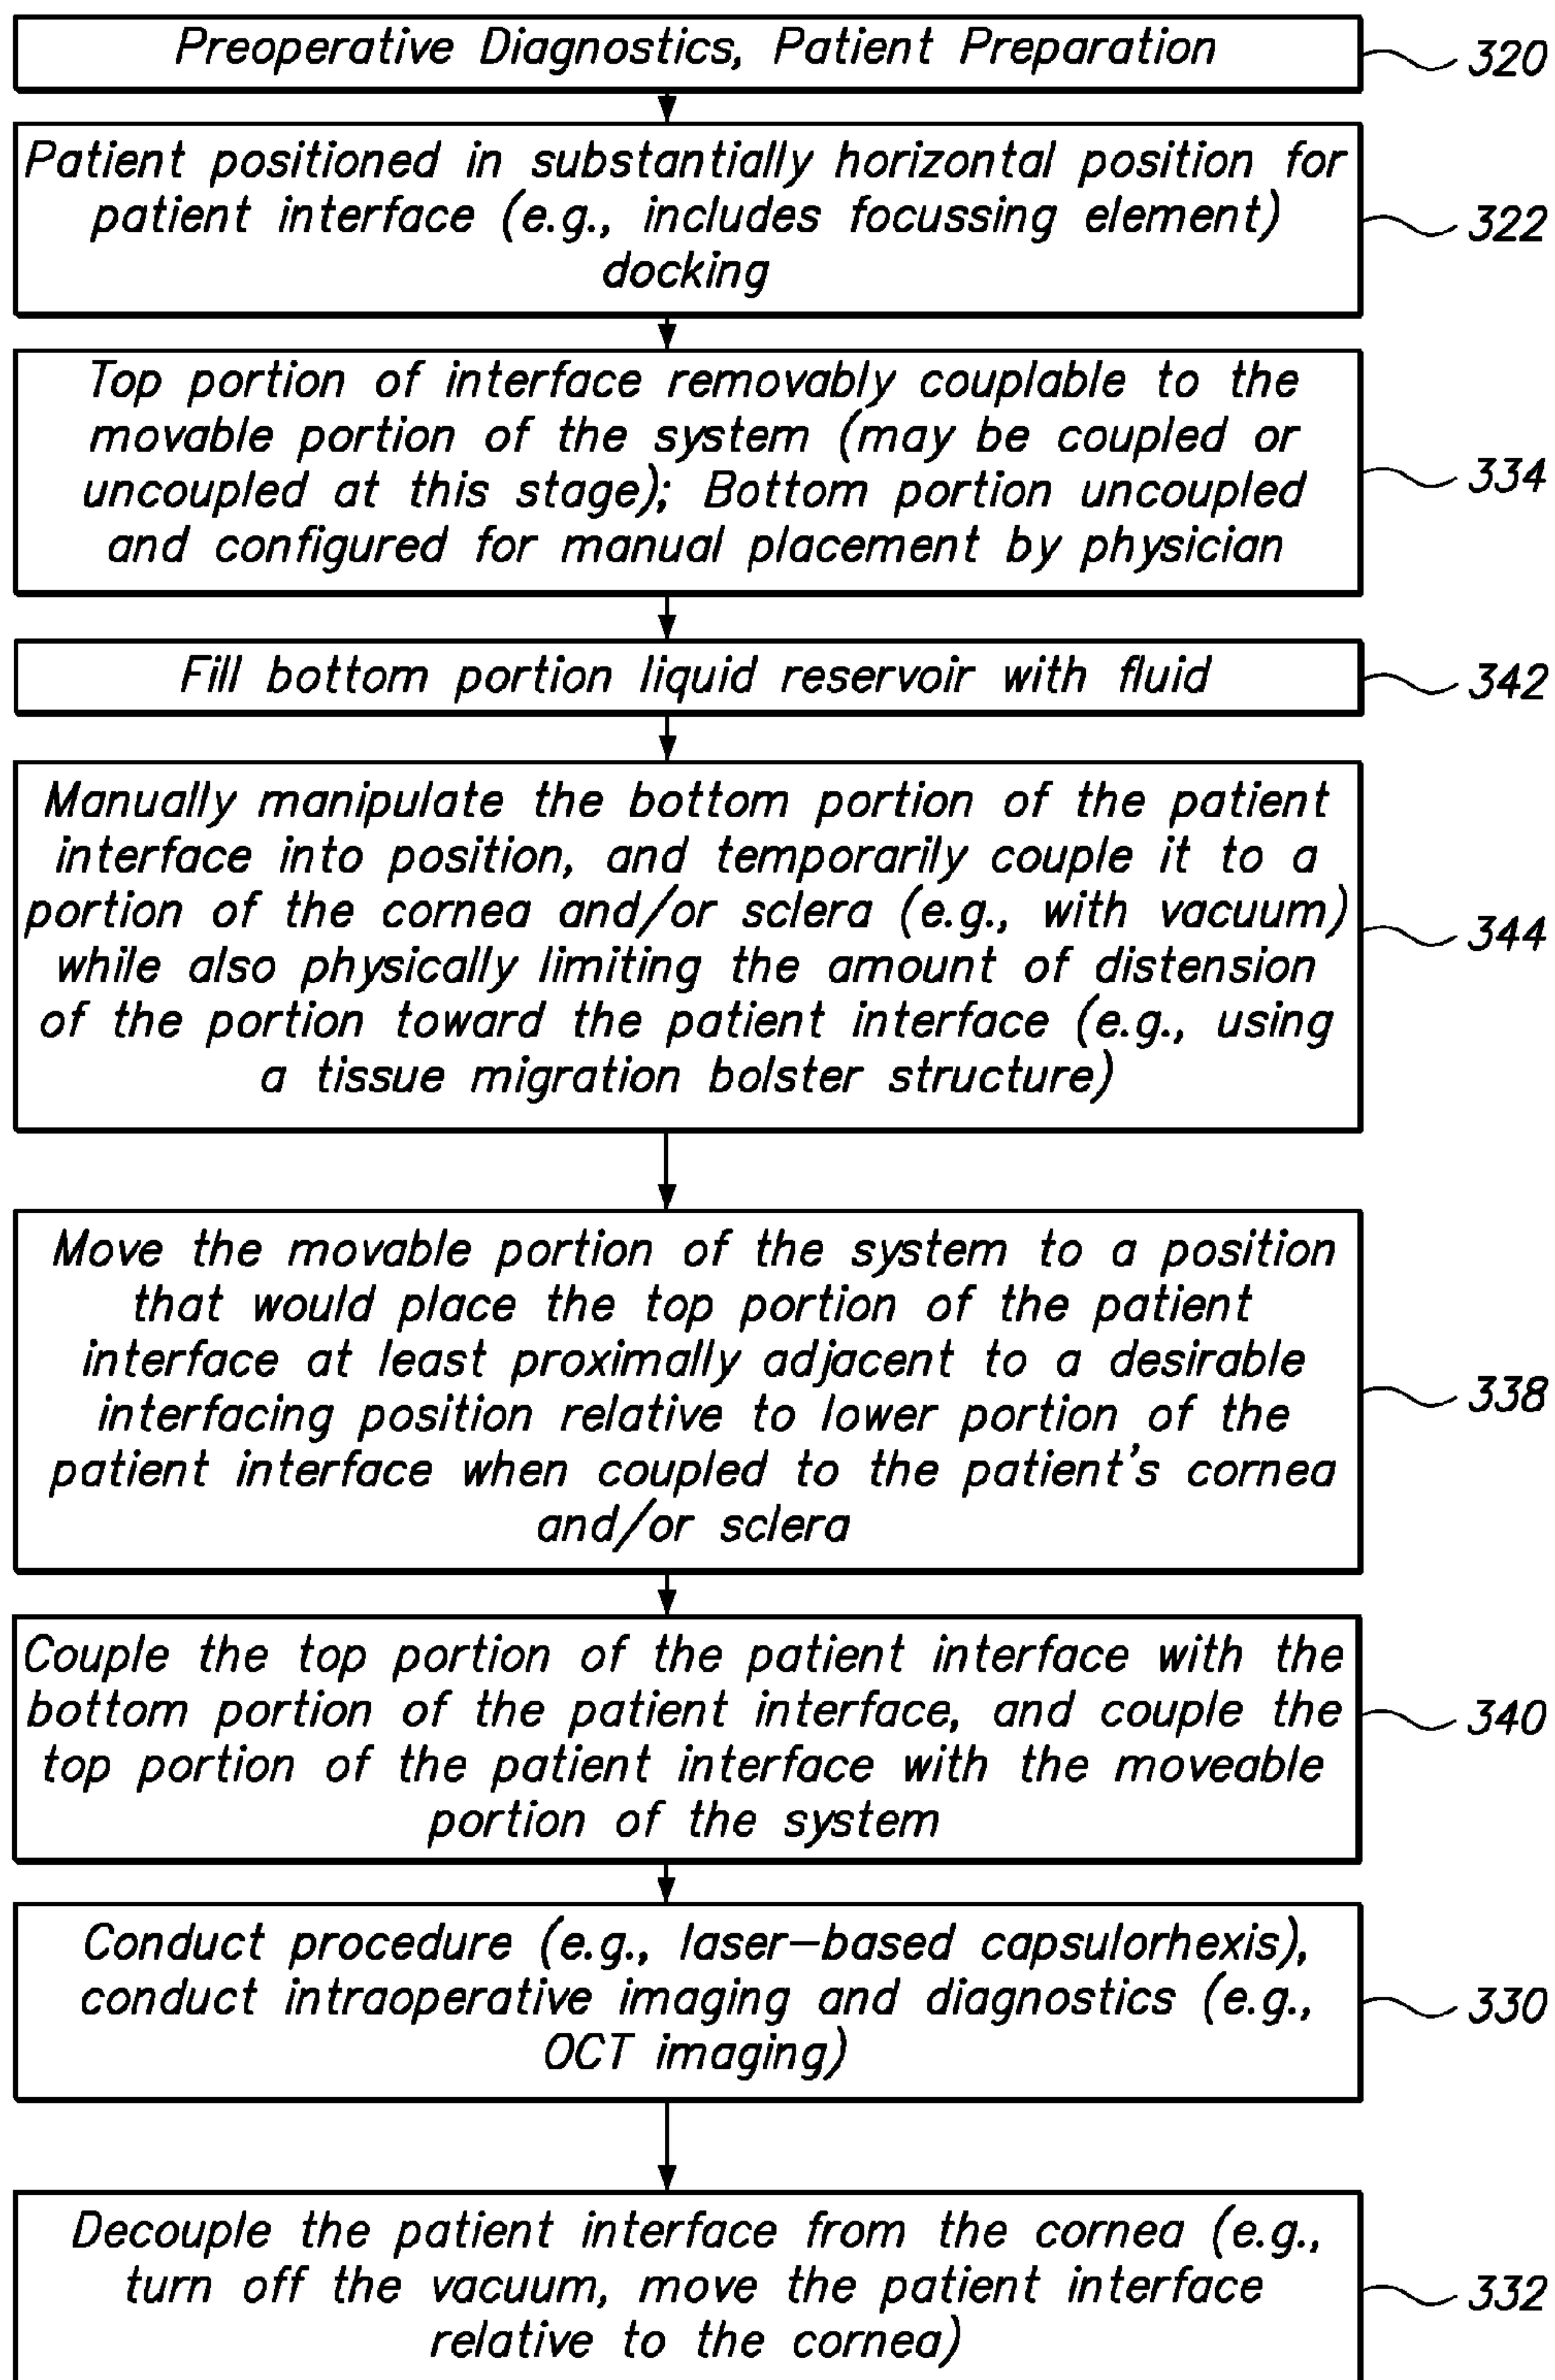 Preoperative Diagnostics, Patient Preparation
320
Patient positioned in substantially horizontal position for
patient interface (e.g., includes focussing element)
docking
322
Top portion of interface removably couplable to the
movable portion of the system (may be coupled or
uncoupled at this stage); Bottom portion uncoupled
and configured for manual placement by physician
334
Fill bottom portion liquid reservoir with fluid
342
Manually manipulate the bottom portion of the patient
interface into position, and temporarily couple it to a
portion of the cornea and/or sclera (e.g., with vacuum)
while also physically limiting the amount of distension
of the portion toward the patient interface (e.g., using
a tissue migration bolster structure)
344
Move the movable portion of the system to a position
that would place the top portion of the patient
interface at least proximally adjacent to a desirable
interfacing position relative to lower portion of the
patient interface when coupled to the patient's cornea
and/or sclera
338
Couple the top portion of the patient interface with the
bottom portion of the patient interface, and couple the
top portion of the patient interface with the moveable
portion of the system
340
Conduct procedure (e.g., laser-based capsulorhexis),
conduct intraoperative imaging and diagnostics (e.g.,
OCT imaging)
330
Decouple the patient interface from the cornea (e.g.,
turn off the vacuum, move the patient interface
relative to the cornea)
332